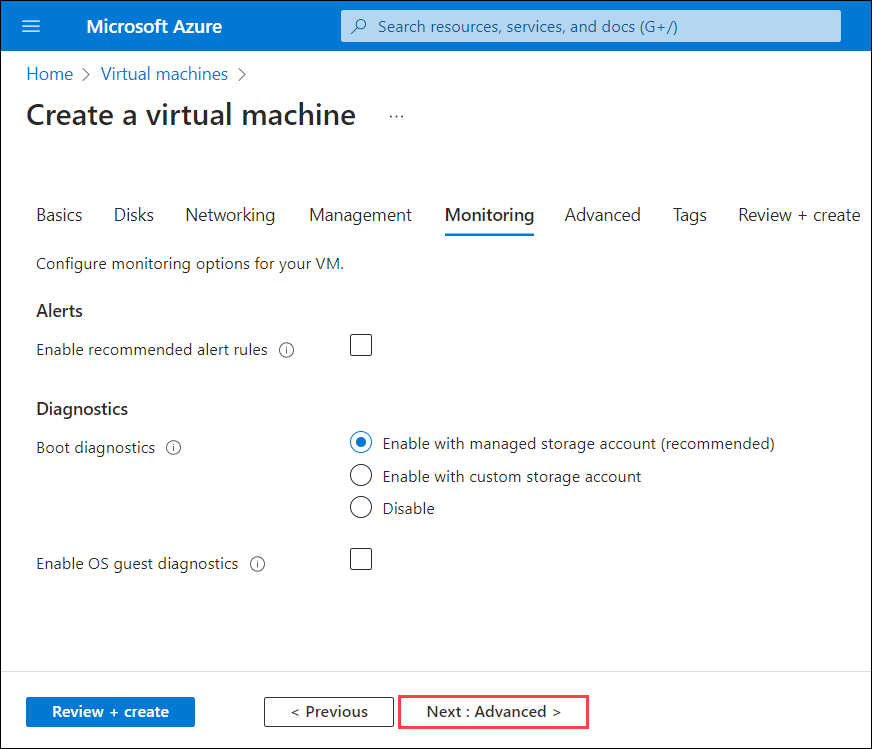 Microsoft Azure
Search resources, services, and docs (G+/)
Home > Virtual machines >
Create a virtual machine ...
Basics Disks Networking Management Monitoring Advanced Tags Review + create
Configure monitoring options for your VM.
Alerts
Enable recommended alert rules
Diagnostics
Boot diagnostics
Enable with managed storage account (recommended)
Enable with custom storage account
Disable
Enable OS guest diagnostics
Review + create
< Previous
Next : Advanced >